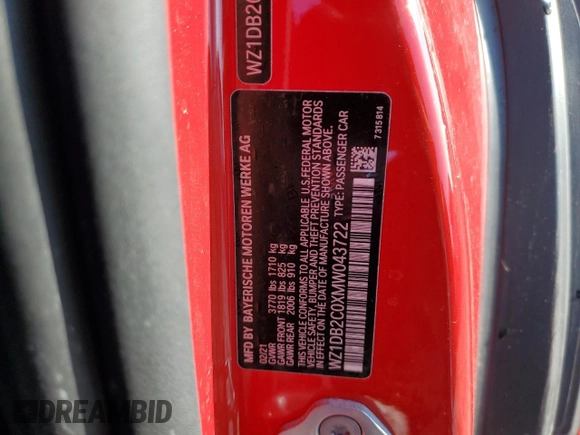 WZ1DB2C
MFD BY BAYERISCHE MOTOREN WERKE AG
02/21
GVWR 3770 lbs 1710 kg
GAWR FRONT 1819 lbs 825 kg
GAWR REAR 2006 lbs 910 kg
THIS VEHICLE CONFORMS TO ALL APPLICABLE U.S. FEDERAL MOTOR
VEHICLE SAFETY, BUMPER AND THEFT PREVENTION STANDARDS IN
EFFECT ON THE DATE OF MANUFACTURE SHOWN ABOVE.
WZ1DB2C0XMW043722 TYPE: PASSENGER CAR
7315814
DREAMBID